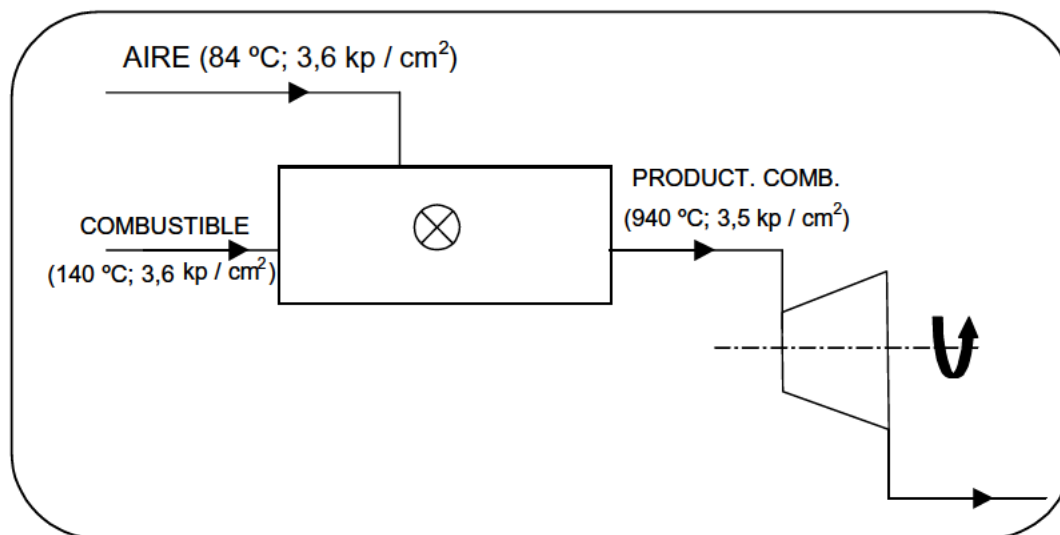 AIRE (84 ºC; 3,6 kp / cm²)
PRODUCT. COMB.
(940 ºC; 3,5 kp / cm²)
COMBUSTIBLE
(140 ºC; 3,6 kp / cm²)